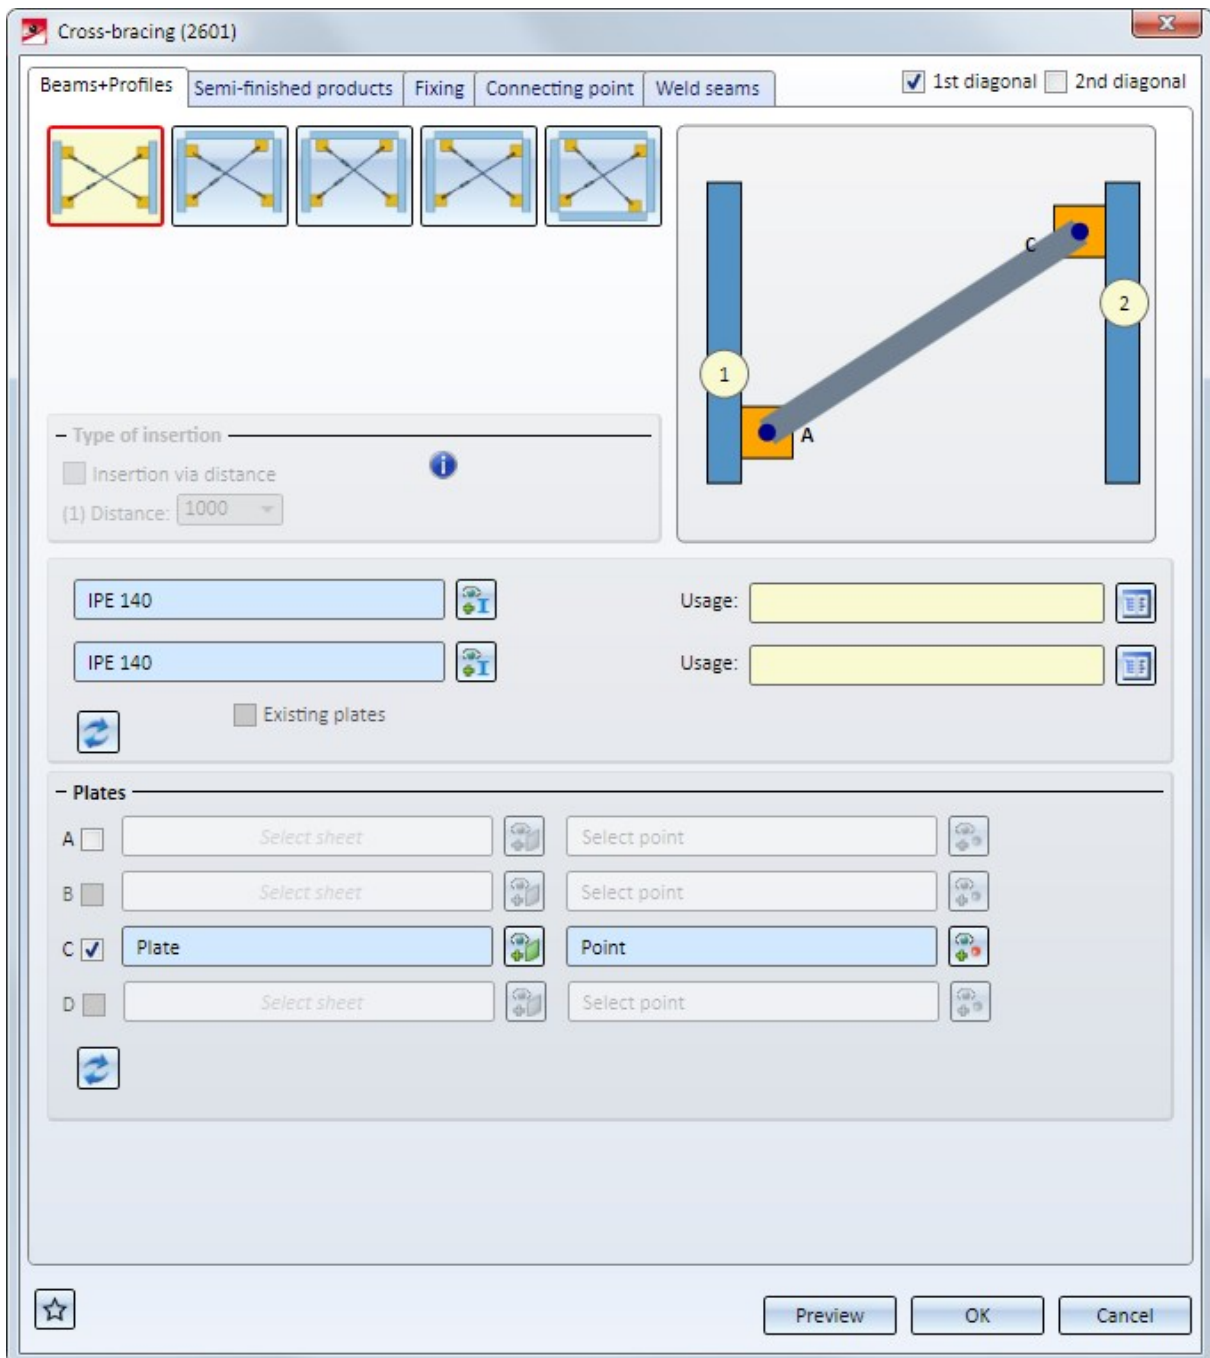 Cross-bracing (2601)
Beams+Profiles Semi-finished products Fixing Connecting point Weld seams 1st diagonal 2nd diagonal
C
2
1
A
Type of insertion
Insertion via distance
(1) Distance: 1000
IPE 140 Usage:
IPE 140 Usage:
Existing plates
Plates
A Select sheet Select point
B Select sheet Select point
C Plate Point
D Select sheet Select point
Preview OK Cancel